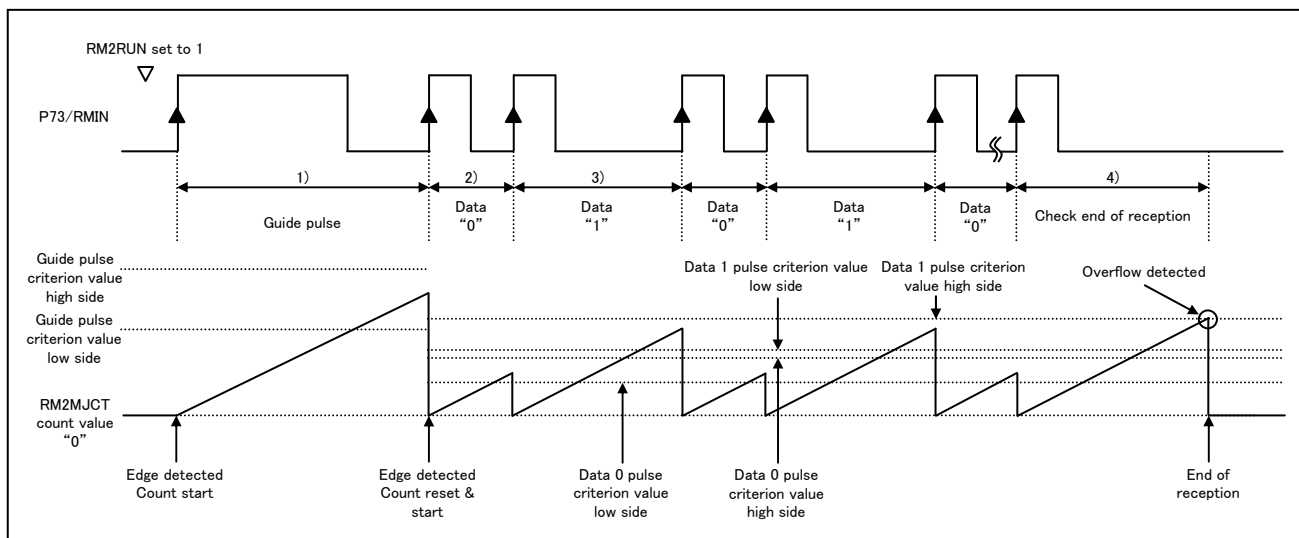 RM2RUN set to 1
P73/RMIN
1)
2)
3)
4)
Guide pulse
Data
“0”
Data
“1”
Data
“0”
Data
“1”
Data
“0”
Check end of reception
Guide pulse
criterion value
high side
Guide pulse
criterion value
low side
Data 1 pulse criterion value
low side
Data 1 pulse criterion
value high side
Overflow detected
RM2MJCT
count value
“0”
Edge detected
Count start
Edge detected
Count reset &
start
Data 0 pulse
criterion value
low side
Data 0 pulse
criterion value
high side
End of
reception